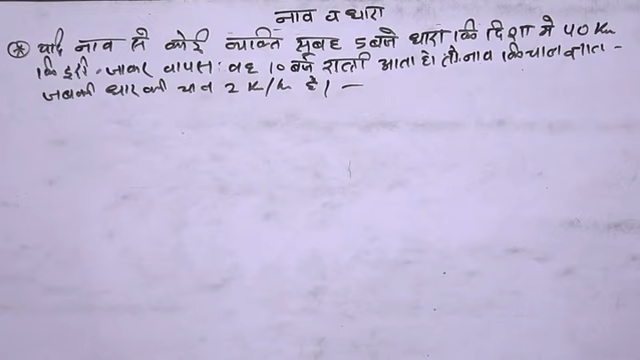 नाव व धारा
* यदि नाव से कोई व्यक्ति सुबह 5 बजे धारा कि दिशा मे 40 Km
कि दुरी जाकर वापसः वह 10 बजे रात्री आता है। तो नाव कि चाल ज्ञात -
जबकी धार की चाल 2 K/h है। -